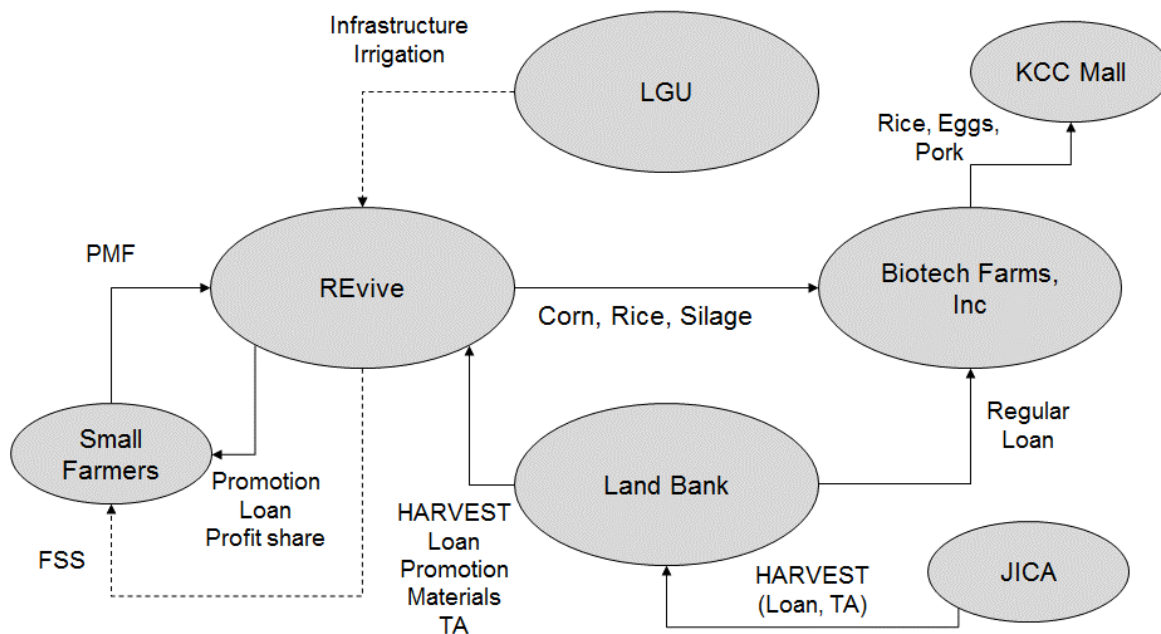 Infrastructure
Irrigation
LGU
KCC Mall
Rice, Eggs,
Pork
PMF
REvive
Biotech Farms,
Inc
Corn, Rice, Silage
Small
Farmers
Promotion
Loan
Profit share
FSS
HARVEST
Loan
Promotion
Materials
TA
Land Bank
Regular
Loan
HARVEST
(Loan, TA)
JICA